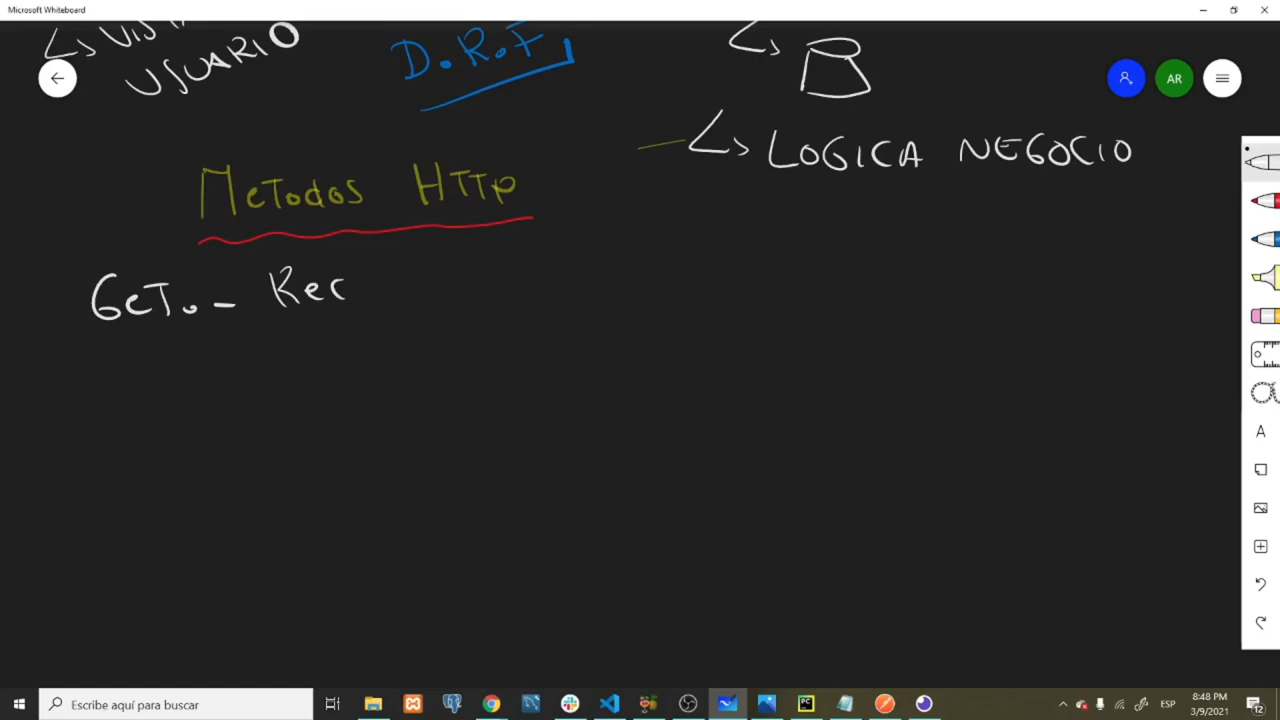 Microsoft Whiteboard
USUARIO
D.R.F
AR
LOGICA NEGOCIO
Metodos HTTP
GET.- Rec
A
Escribe aquí para buscar
ESP
8:48 PM
3/9/2021
12